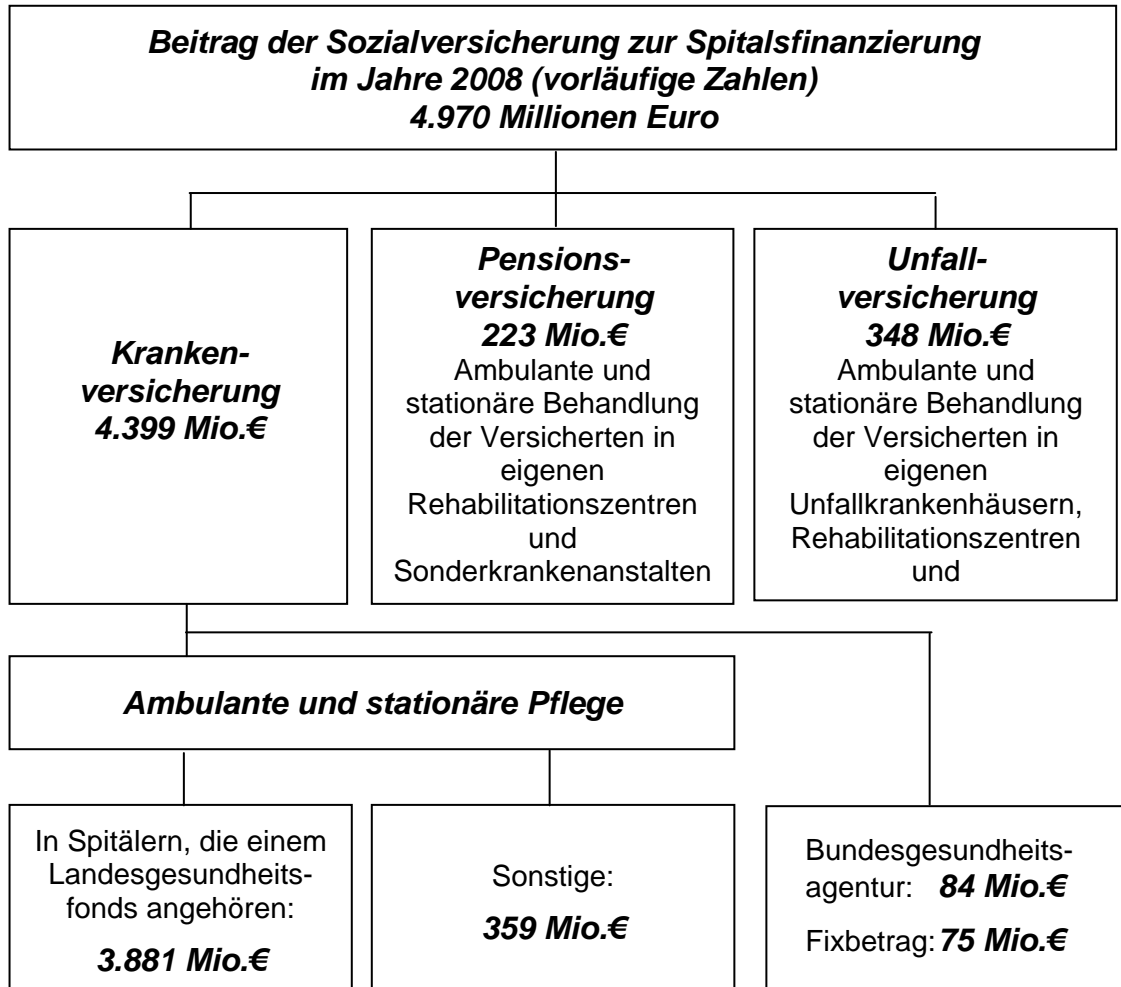 Beitrag der Sozialversicherung zur Spitalsfinanzierung
im Jahre 2008 (vorläufige Zahlen)
4.970 Millionen Euro
Kranken-
versicherung
4.399 Mio.€
Pensions-
versicherung
223 Mio.€
Ambulante und
stationäre Behandlung
der Versicherten in
eigenen
Rehabilitationszentren
und
Sonderkrankenanstalten
Unfall-
versicherung
348 Mio.€
Ambulante und
stationäre Behandlung
der Versicherten in
eigenen
Unfallkrankenhäusern,
Rehabilitationszentren
und
Ambulante und stationäre Pflege
In Spitälern, die einem
Landesgesundheits-
fonds angehören:
3.881 Mio.€
Sonstige:
359 Mio.€
Bundesgesundheits-
agentur: 84 Mio.€
Fixbetrag: 75 Mio.€